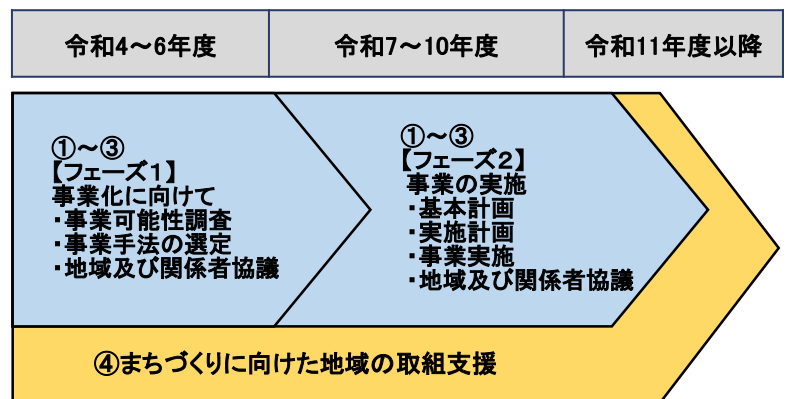 令和4～6年度
令和7～10年度
令和11年度以降
①～③
【フェーズ１】
事業化に向けて
・事業可能性調査
・事業手法の選定
・地域及び関係者協議
①～③
【フェーズ２】
事業の実施
・基本計画
・実施計画
・事業実施
・地域及び関係者協議
④まちづくりに向けた地域の取組支援